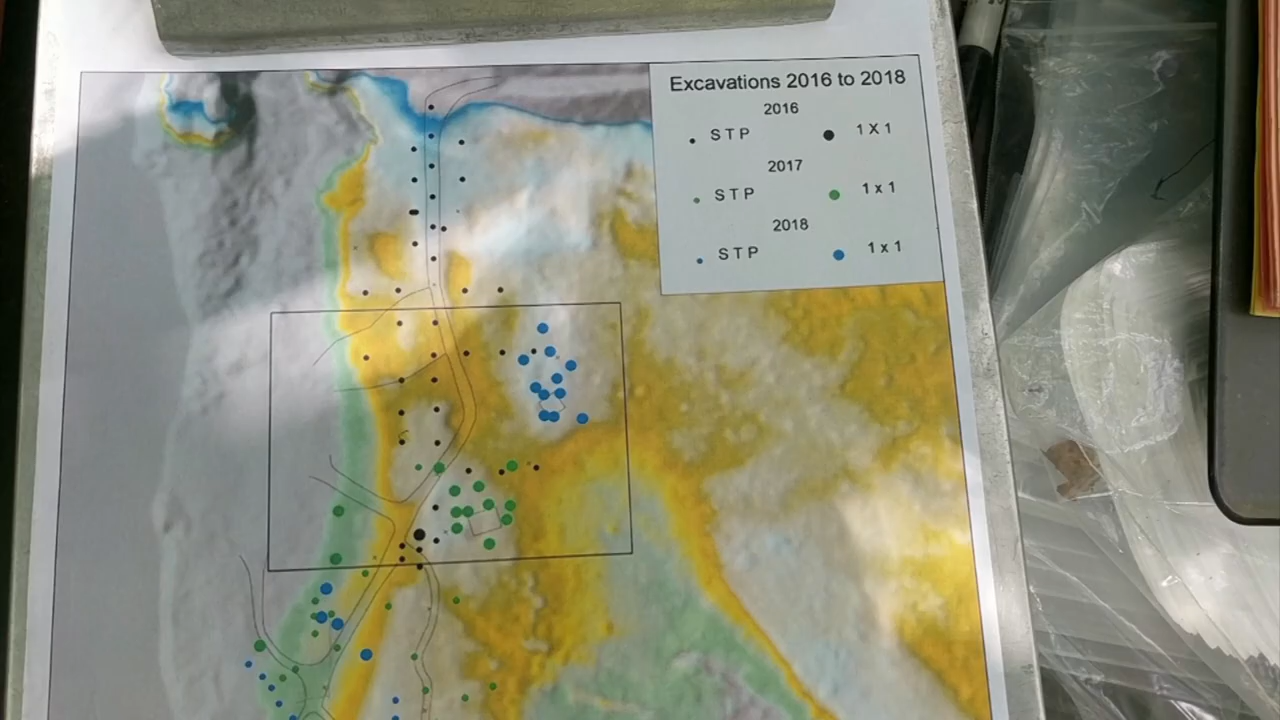 Excavations 2016 to 2018
2016
STP 1 X 1
2017
STP 1 x 1
2018
STP 1 x 1